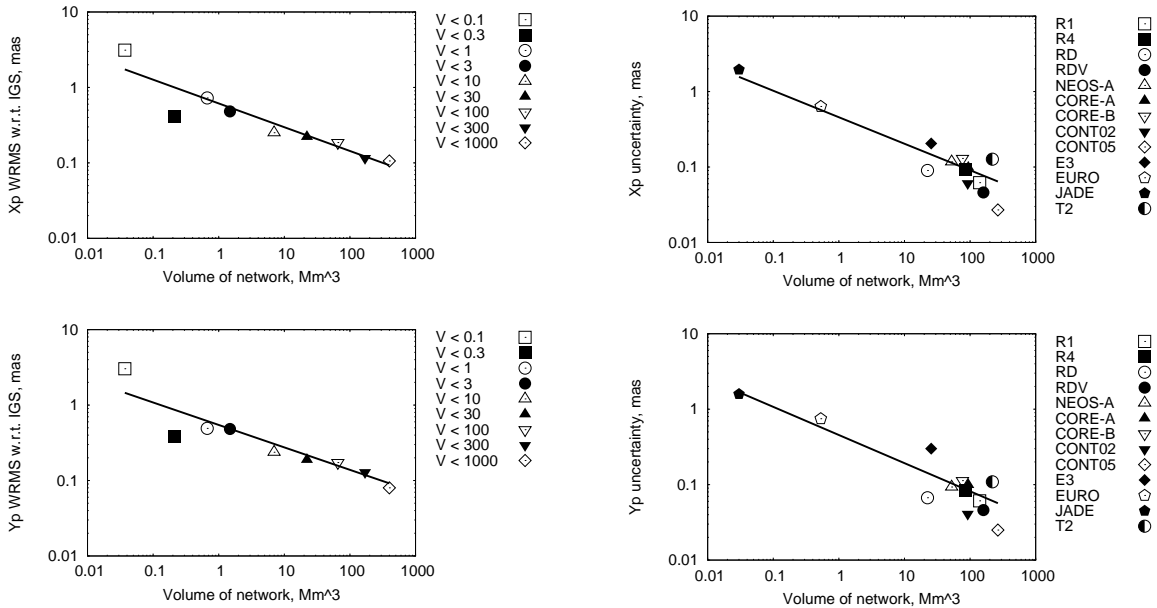 Xp WRMS w.r.t. IGS, mas
10
1
0.1
0.01
0.01 0.1 1 10 100 1000
Volume of network, Mm^3
V < 0.1
V < 0.3
V < 1
V < 3
V < 10
V < 30
V < 100
V < 300
V < 1000
Xp uncertainty, mas
10
1
0.1
0.01
0.01 0.1 1 10 100 1000
Volume of network, Mm^3
R1
R4
RD
RDV
NEOS-A
CORE-A
CORE-B
CONT02
CONT05
E3
EURO
JADE
T2
Yp WRMS w.r.t. IGS, mas
10
1
0.1
0.01
0.01 0.1 1 10 100 1000
Volume of network, Mm^3
V < 0.1
V < 0.3
V < 1
V < 3
V < 10
V < 30
V < 100
V < 300
V < 1000
Yp uncertainty, mas
10
1
0.1
0.01
0.01 0.1 1 10 100 1000
Volume of network, Mm^3
R1
R4
RD
RDV
NEOS-A
CORE-A
CORE-B
CONT02
CONT05
E3
EURO
JADE
T2